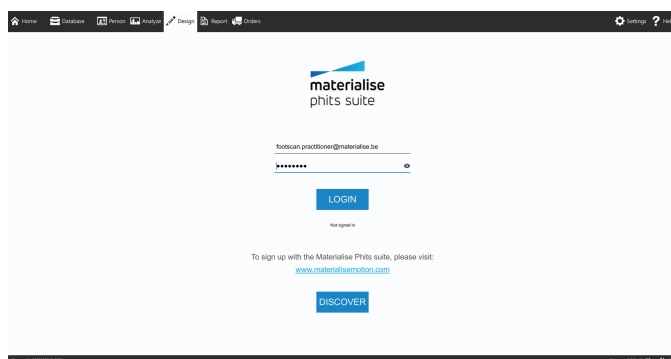 Home Database Person Analyze Design Report Orders Settings ? Hel
materialise
phits suite
footscan.practitioner@materialise.be
••••••••
LOGIN
Not signed in
To sign up with the Materialise Phits suite, please visit:
www.materialisemotion.com
DISCOVER